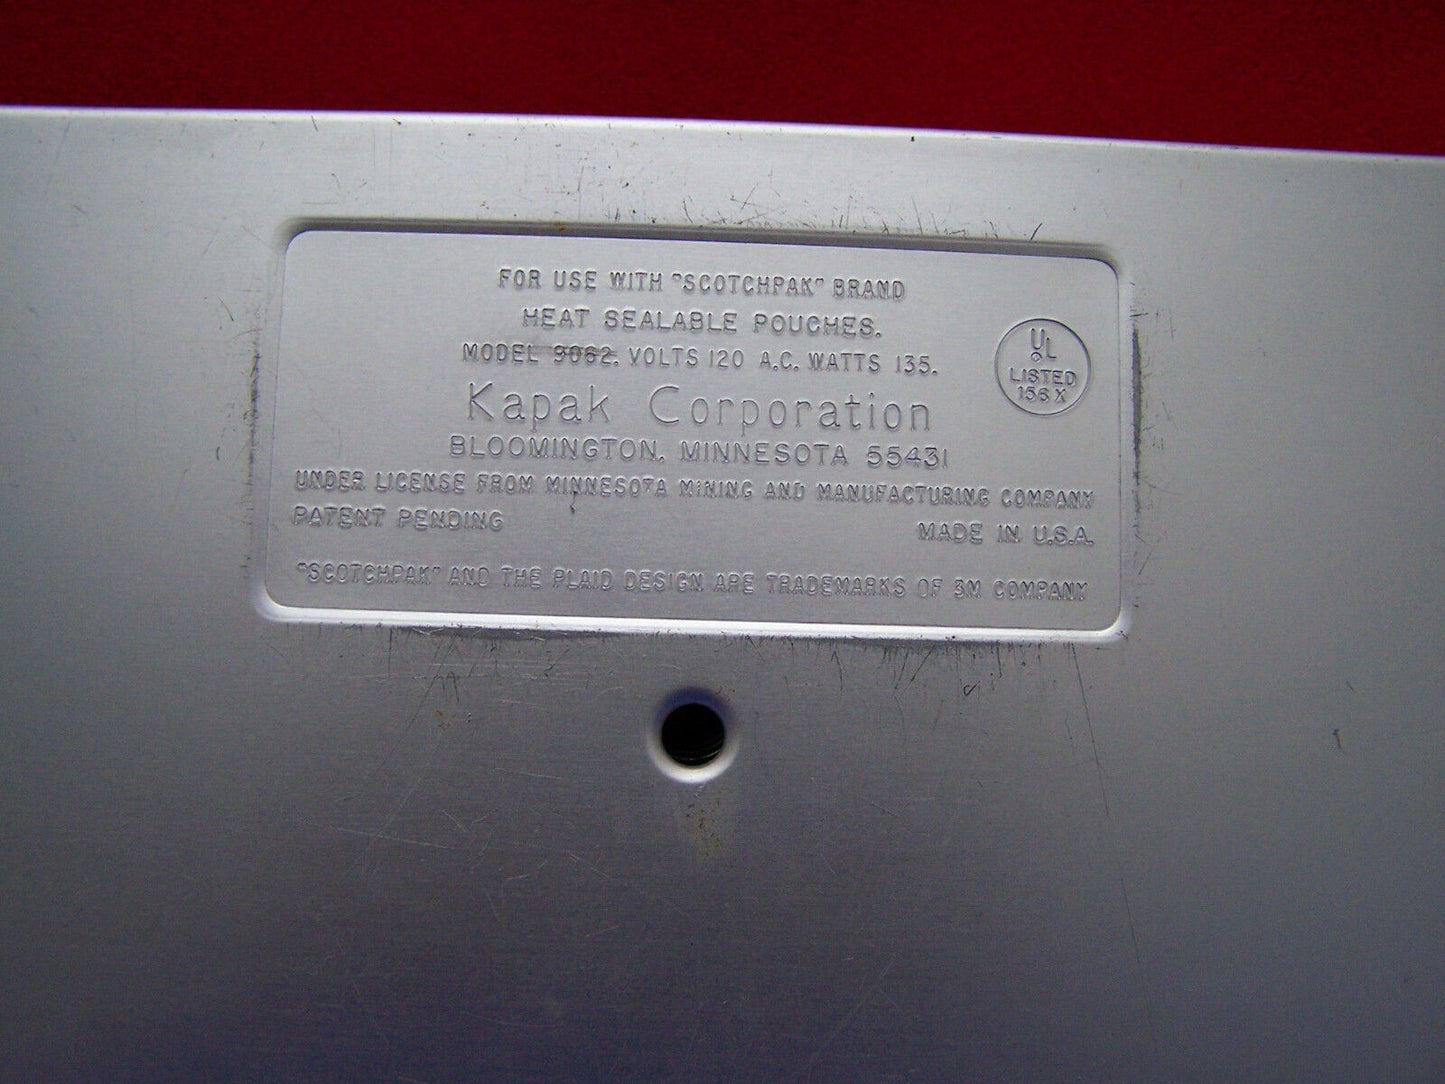 FOR USE WITH "SCOTCHPAK" BRAND
HEAT SEALABLE POUCHES.
MODEL 9062. VOLTS 120 A.C. WATTS 135.
UL
LISTED
156 X
Kapak Corporation
BLOOMINGTON, MINNESOTA 55431
UNDER LICENSE FROM MINNESOTA MINING AND MANUFACTURING COMPANY
PATENT PENDING
MADE IN U.S.A.
"SCOTCHPAK" AND THE PLAID DESIGN ARE TRADEMARKS OF 3M COMPANY